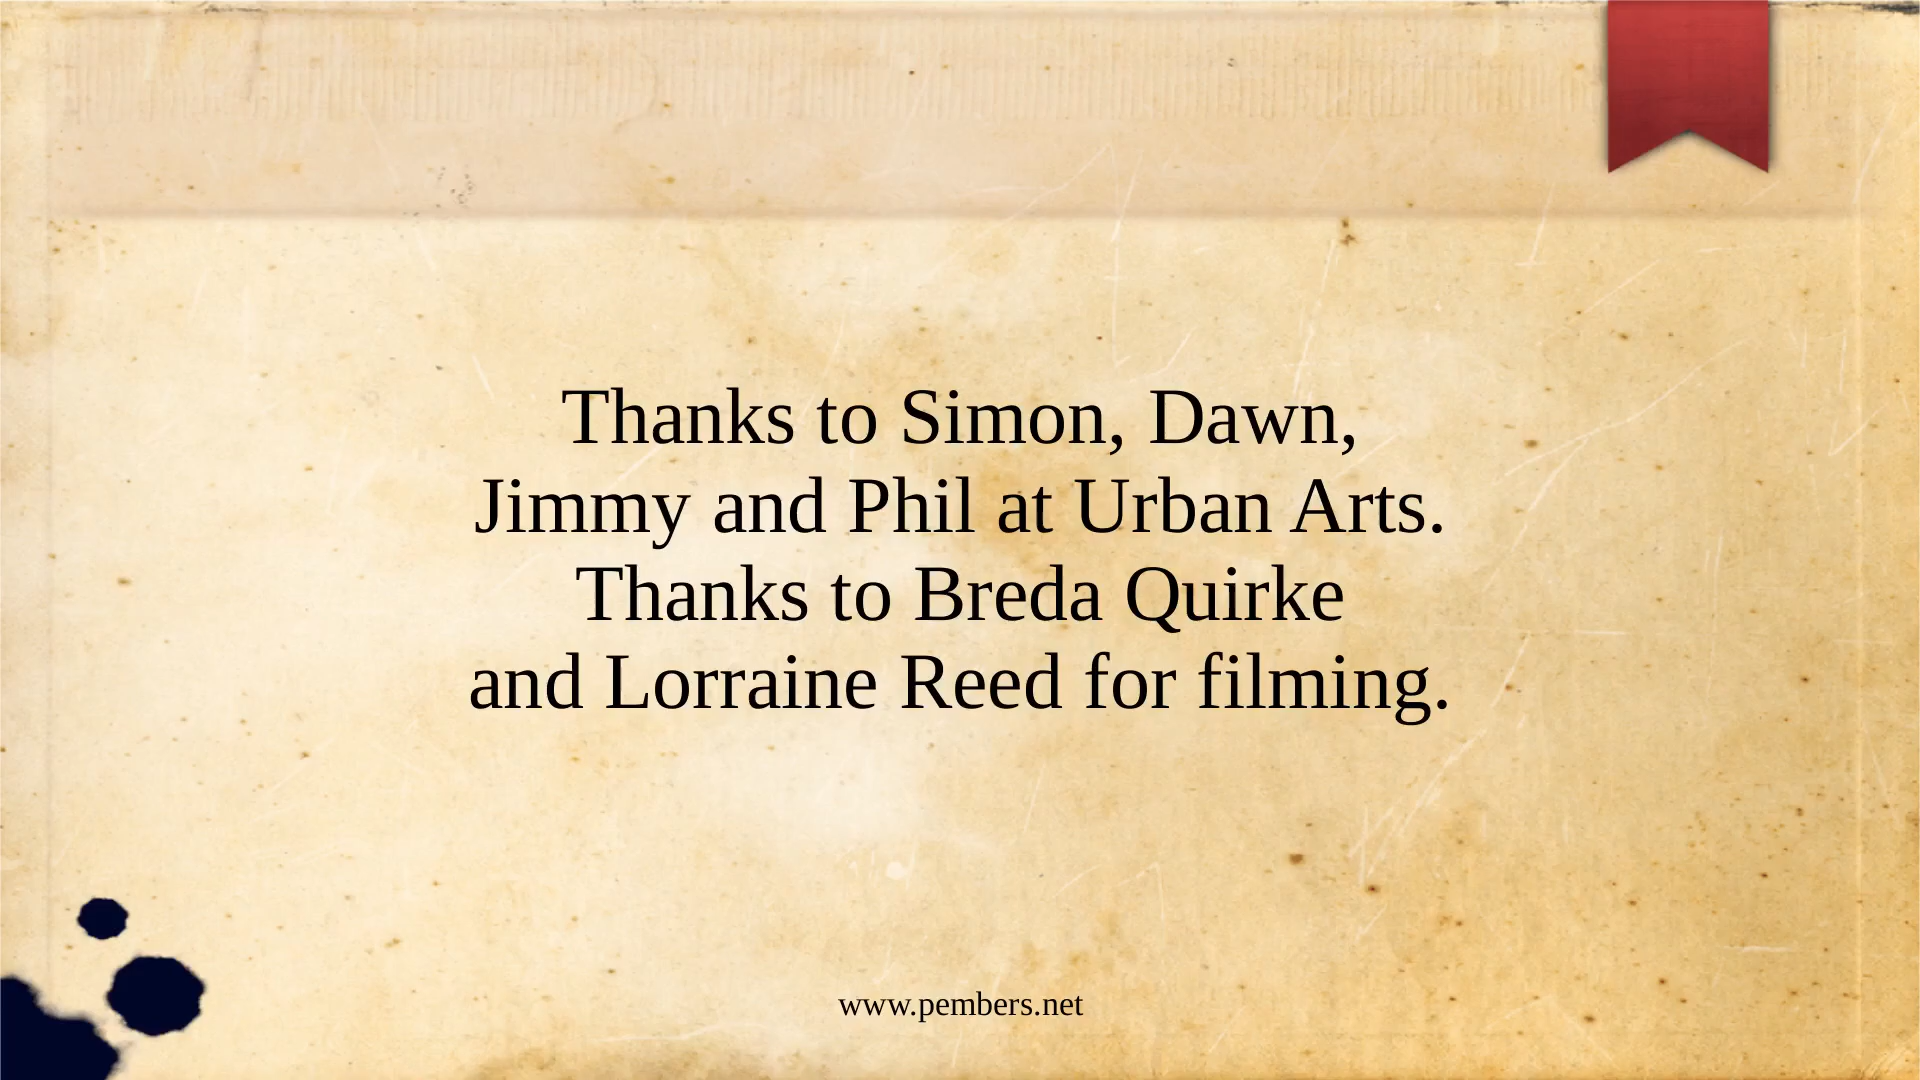 Thanks to Simon, Dawn,
Jimmy and Phil at Urban Arts.
Thanks to Breda Quirke
and Lorraine Reed for filming.
www.pembers.net